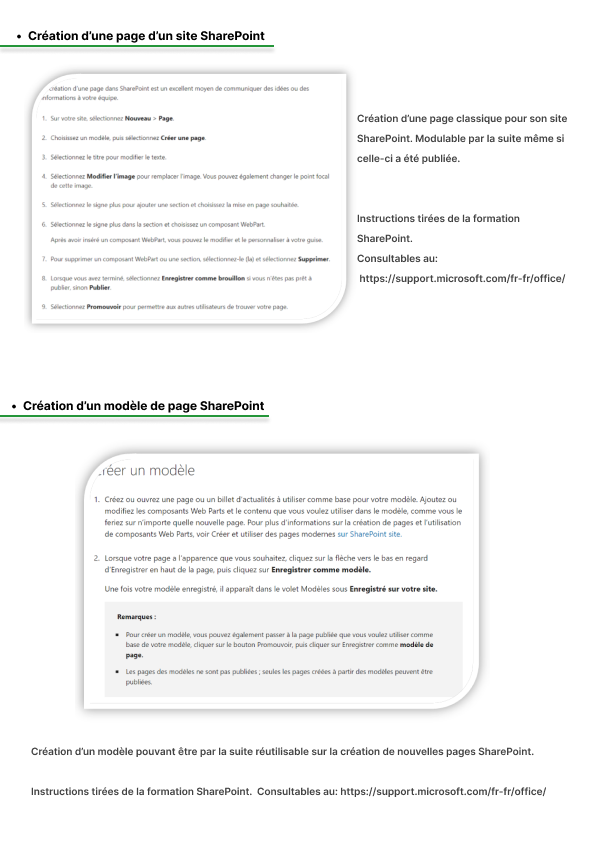 • Création d’une page d’un site SharePoint
création d'une page dans SharePoint est un excellent moyen de communiquer des idées ou des
informations à votre équipe.
1. Sur votre site, sélectionnez Nouveau > Page.
2. Choisissez un modèle, puis sélectionnez Créer une page.
3. Sélectionnez le titre pour modifier le texte.
4. Sélectionnez Modifier l'image pour remplacer l'image. Vous pouvez également changer le point focal
de cette image.
5. Sélectionnez le signe plus pour ajouter une section et choisissez la mise en page souhaitée.
6. Sélectionnez le signe plus dans la section et choisissez un composant WebPart.
Après avoir inséré un composant WebPart, vous pouvez le modifier et le personnaliser à votre guise.
7. Pour supprimer un composant WebPart ou une section, sélectionnez-le (la) et sélectionnez Supprimer.
8. Lorsque vous avez terminé, sélectionnez Enregistrer comme brouillon si vous n'êtes pas prêt à
publier, sinon Publier.
9. Sélectionnez Promouvoir pour permettre aux autres utilisateurs de trouver votre page.
Création d’une page classique pour son site
SharePoint. Modulable par la suite même si
celle-ci a été publiée.
Instructions tirées de la formation
SharePoint.
Consultables au:
https://support.microsoft.com/fr-fr/office/
• Création d’un modèle de page SharePoint
créer un modèle
1. Créez ou ouvrez une page ou un billet d'actualités à utiliser comme base pour votre modèle. Ajoutez ou
modifiez les composants Web Parts et le contenu que vous voulez utiliser dans le modèle, comme vous le
feriez sur n'importe quelle nouvelle page. Pour plus d'informations sur la création de pages et l'utilisation
de composants Web Parts, voir Créer et utiliser des pages modernes sur SharePoint site.
2. Lorsque votre page a l'apparence que vous souhaitez, cliquez sur la flèche vers le bas en regard
d'Enregistrer en haut de la page, puis cliquez sur Enregistrer comme modèle.
Une fois votre modèle enregistré, il apparaît dans le volet Modèles sous Enregistré sur votre site.
Remarques :
▪ Pour créer un modèle, vous pouvez également passer à la page publiée que vous voulez utiliser comme
base de votre modèle, cliquer sur le bouton Promouvoir, puis cliquer sur Enregistrer comme modèle de
page.
▪ Les pages des modèles ne sont pas publiées ; seules les pages créées à partir des modèles peuvent être
publiées.
Création d’un modèle pouvant être par la suite réutilisable sur la création de nouvelles pages SharePoint.
Instructions tirées de la formation SharePoint. Consultables au: https://support.microsoft.com/fr-fr/office/